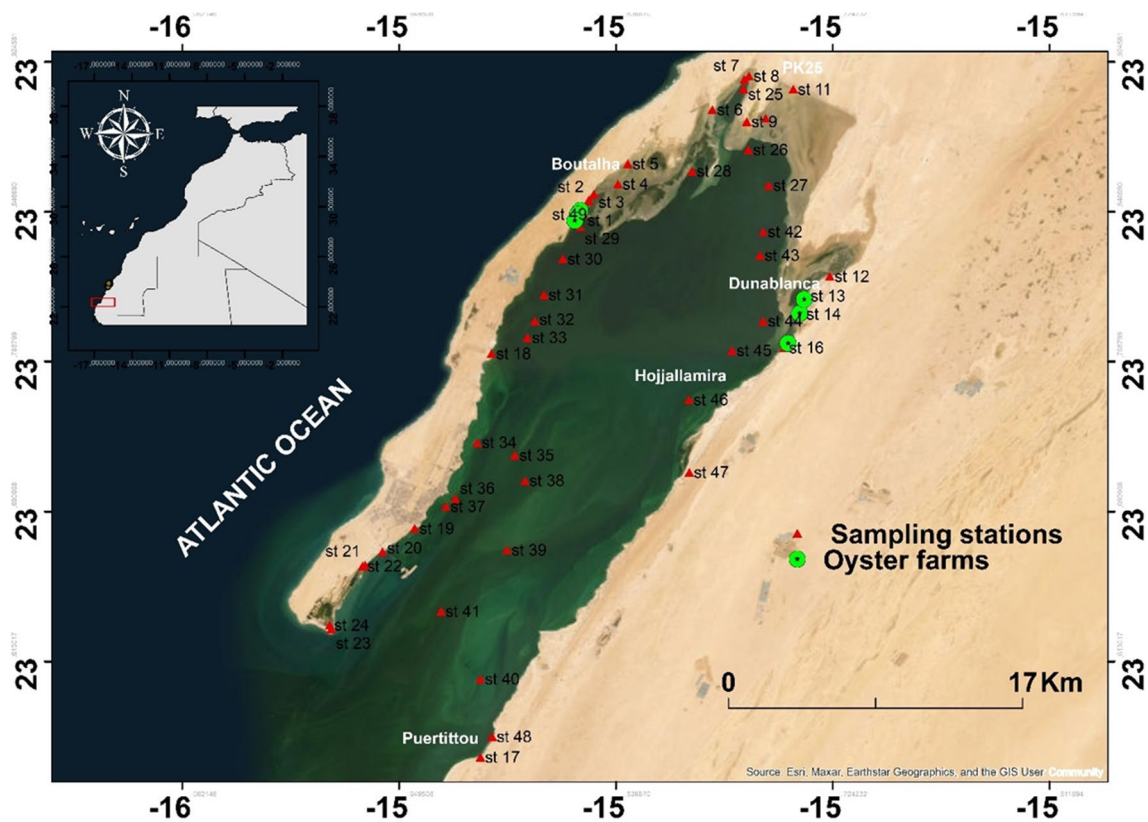 -16 -15 -15 -15 -15
23
23
23
23
23
N
W E
S
st 7
st 8
PK25
st 25
st 11
st 6
st 9
st 26
Boutalha
st 5
st 28
st 4
st 27
st 2
st 3
st 49
st 1
st 42
st 29
st 43
st 30
st 12
Dunablanca
st 13
st 31
st 14
st 32
st 44
st 33
st 16
st 18
st 45
Hojjallamira
st 46
ATLANTIC OCEAN
st 34
st 35
st 47
st 38
st 36
st 37
st 19
Sampling stations
st 21
st 20
st 39
Oyster farms
st 22
st 41
st 24
st 23
st 40
0 17 Km
Puertittou
st 48
st 17
Source: Esri, Maxar, Earthstar Geographics, and the GIS User Community
23
23
23
23
23
-16 -15 -15 -15 -15